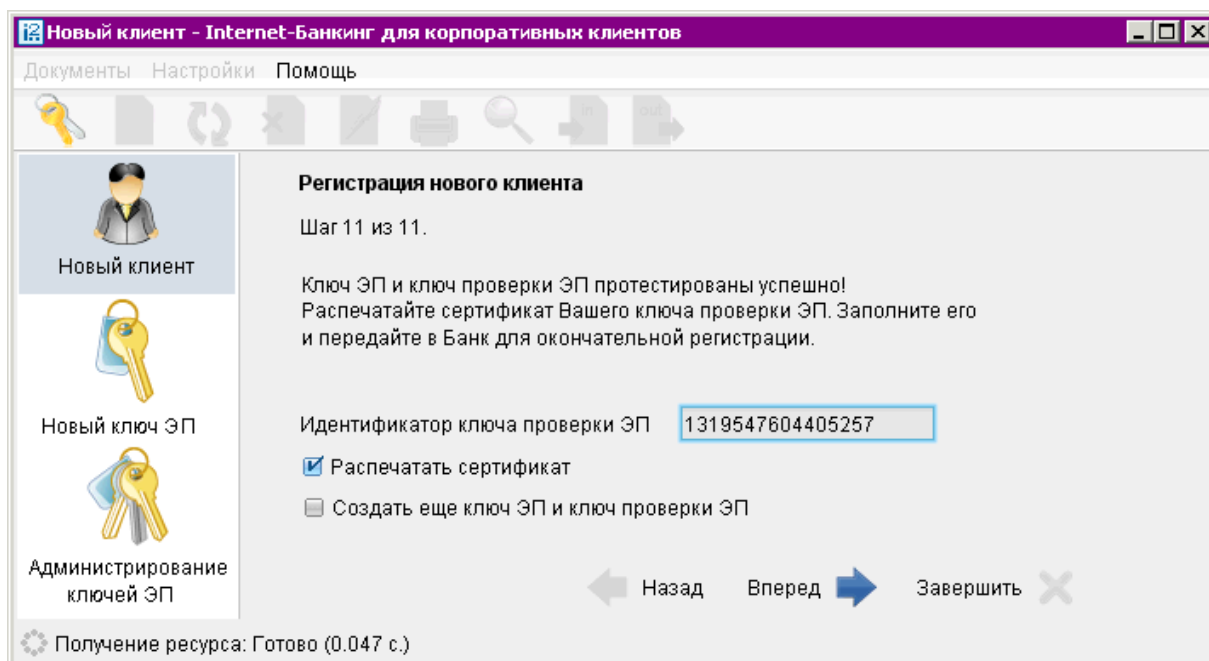 Новый клиент - Internet-Банкинг для корпоративных клиентов
Документы Настройки Помощь
in out
Новый клиент
Новый ключ ЭП
Администрирование
ключей ЭП
Регистрация нового клиента
Шаг 11 из 11.
Ключ ЭП и ключ проверки ЭП протестированы успешно!
Распечатайте сертификат Вашего ключа проверки ЭП. Заполните его
и передайте в Банк для окончательной регистрации.
Идентификатор ключа проверки ЭП 1319547604405257
Распечатать сертификат
Создать еще ключ ЭП и ключ проверки ЭП
Назад Вперед Завершить
Получение ресурса: Готово (0.047 с.)